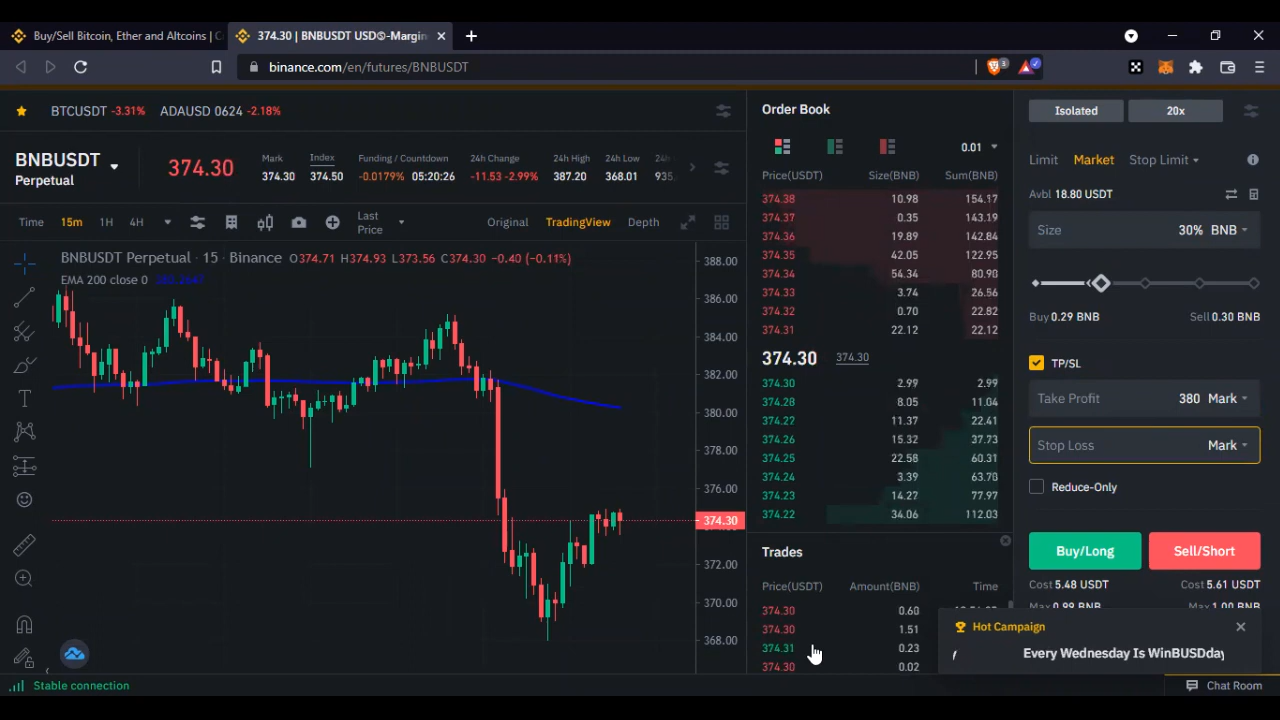 Buy/Sell Bitcoin, Ether and Altcoins |
374.30 | BNBUSDT USD®-Margin
binance.com/en/futures/BNBUSDT
3
BTCUSDT -3.31% ADAUSD 0624 -2.18%
BNBUSDT
Perpetual
374.30
Mark
374.30
Index
374.50
Funding / Countdown
-0.0179% 05:20:26
24h Change
-11.53 -2.99%
24h High
387.20
24h Low
368.01
24h
935.
Time 15m 1H 4H
Last
Price
Original TradingView Depth
BNBUSDT Perpetual · 15 · Binance O374.71 H374.93 L373.56 C374.30 -0.40 (-0.11%)
EMA 200 close 0
388.00
386.00
384.00
382.00
380.00
378.00
376.00
374.30
372.00
370.00
368.00
Order Book
0.01
Price(USDT) Size(BNB) Sum(BNB)
374.38 10.98 154.17
374.37 0.35 143.19
374.36 19.89 142.84
374.35 42.05 122.95
374.34 54.34 80.90
374.33 3.74 26.56
374.32 0.70 22.82
374.31 22.12 22.12
374.30 374.30
374.30 2.99 2.99
374.28 8.05 11.04
374.27 11.37 22.41
374.26 15.32 37.73
374.25 22.58 60.31
374.24 3.39 63.70
374.23 14.27 77.97
374.22 34.06 112.03
Trades
Price(USDT) Amount(BNB) Time
374.30 0.60
374.30 1.51
374.31 0.23
374.30 0.02
Isolated 20x
Limit Market Stop Limit
Avbl 18.80 USDT
Size 30% BNB
Buy 0.29 BNB Sell 0.30 BNB
TP/SL
Take Profit 380 Mark
Stop Loss Mark
Reduce-Only
Buy/Long Sell/Short
Cost 5.48 USDT Cost 5.61 USDT
Max 0.99 BNB Max 1.00 BNB
Hot Campaign
Every Wednesday Is WinBUSDday
Stable connection
Chat Room